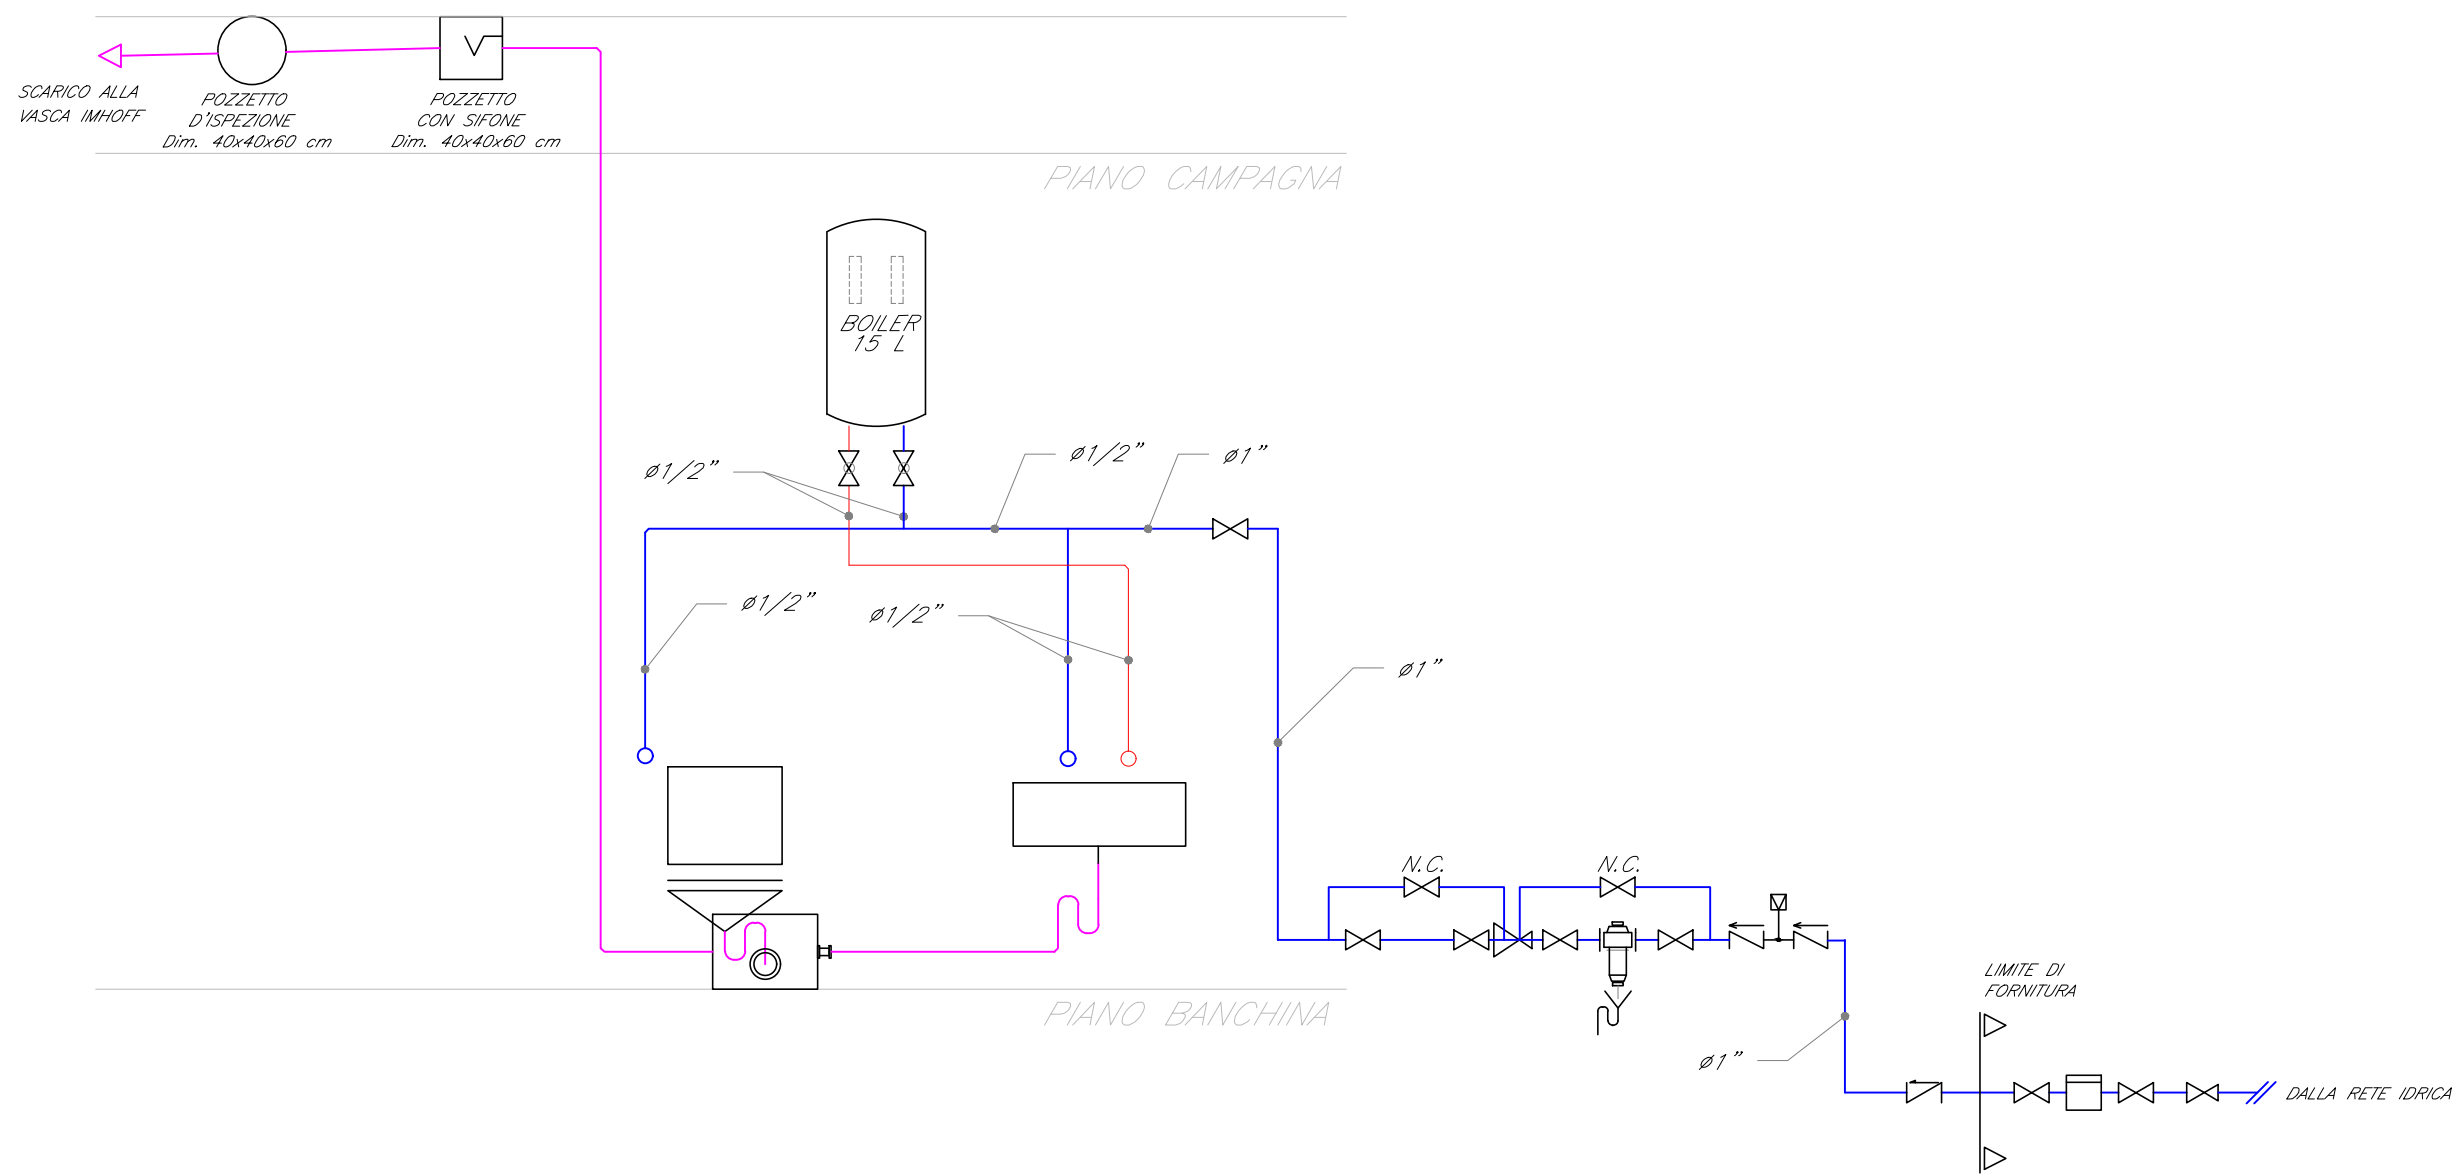 SCARICO ALLA
VASCA IMHOFF
POZZETTO
D'ISPEZIONE
Dim. 40x40x60 cm
POZZETTO
CON SIFONE
Dim. 40x40x60 cm
PIANO CAMPAGNA
BOILER
15 L
ø1/2"
ø1/2"
ø1"
ø1/2"
ø1/2"
ø1"
N.C.
N.C.
PIANO BANCHINA
LIMITE DI
FORNITURA
ø1"
DALLA RETE IDRICA